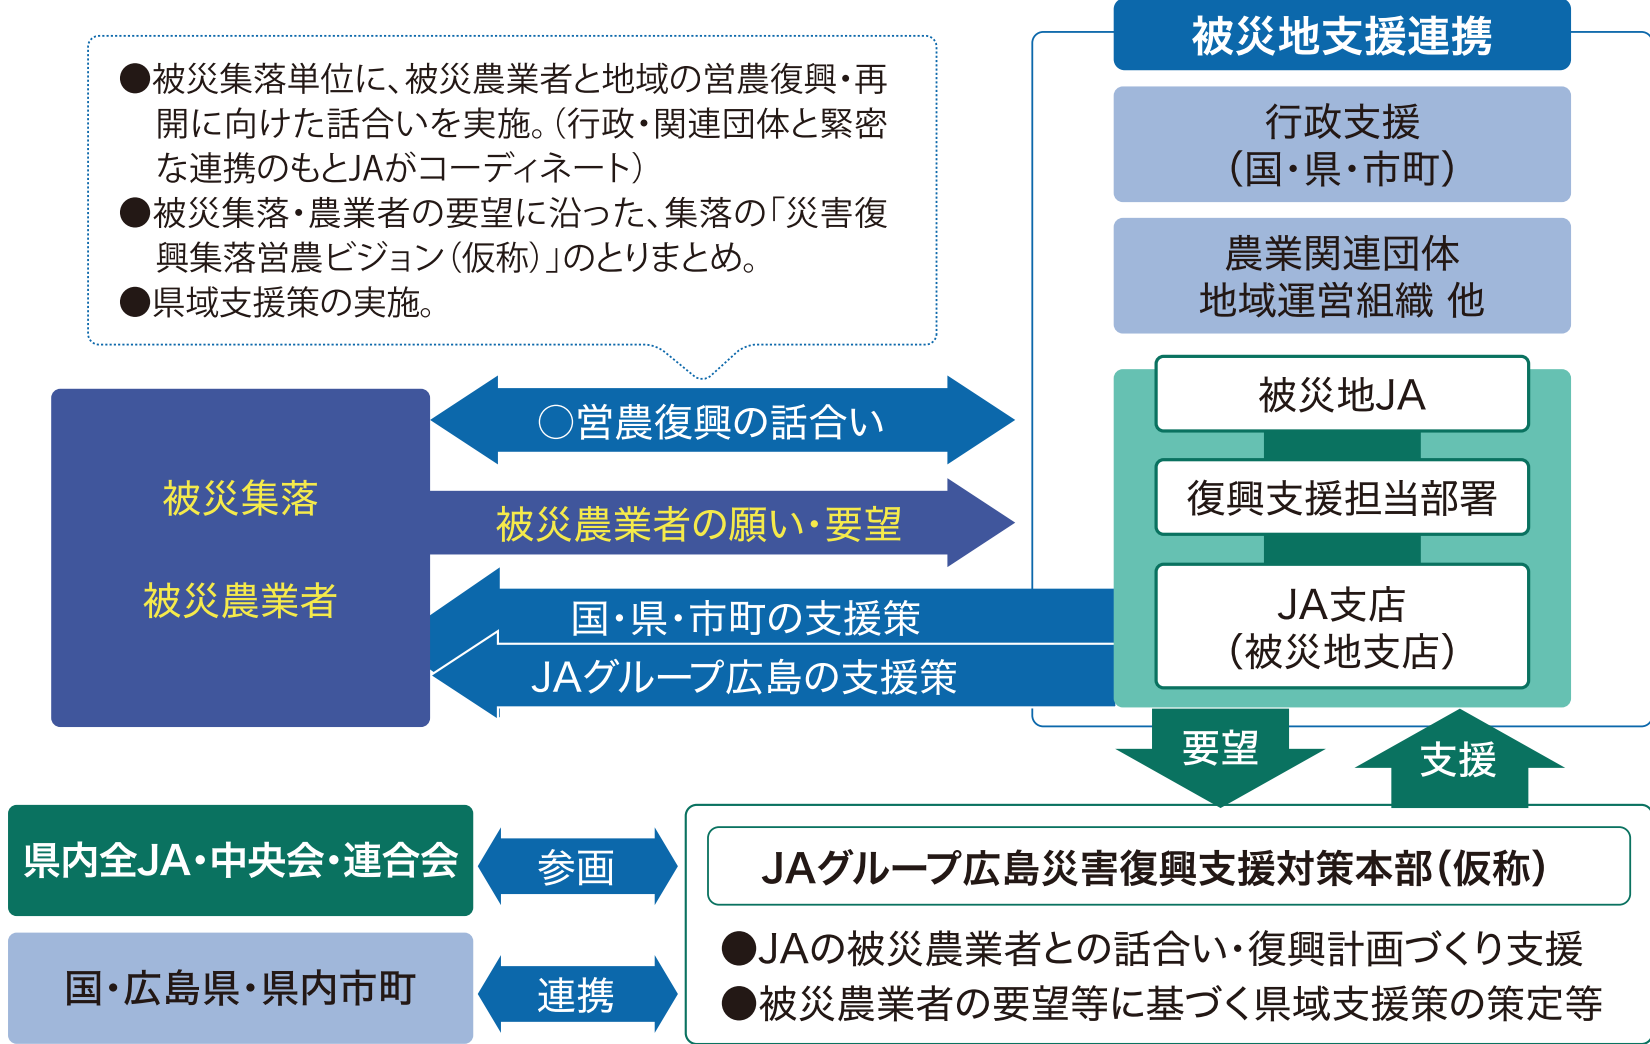 ●被災集落単位に、被災農業者と地域の営農復興・再
開に向けた話合いを実施。（行政・関連団体と緊密
な連携のもとJAがコーディネート）
●被災集落・農業者の要望に沿った、集落の「災害復
興集落営農ビジョン（仮称）」のとりまとめ。
●県域支援策の実施。
被災地支援連携
行政支援
（国・県・市町）
農業関連団体
地域運営組織 他
被災地JA
復興支援担当部署
JA支店
（被災地支店）
○営農復興の話合い
被災集落
被災農業者
被災農業者の願い・要望
国・県・市町の支援策
JAグループ広島の支援策
要望
支援
県内全JA・中央会・連合会
参画
JAグループ広島災害復興支援対策本部（仮称）
●JAの被災農業者との話合い・復興計画づくり支援
●被災農業者の要望等に基づく県域支援策の策定等
国・広島県・県内市町
連携